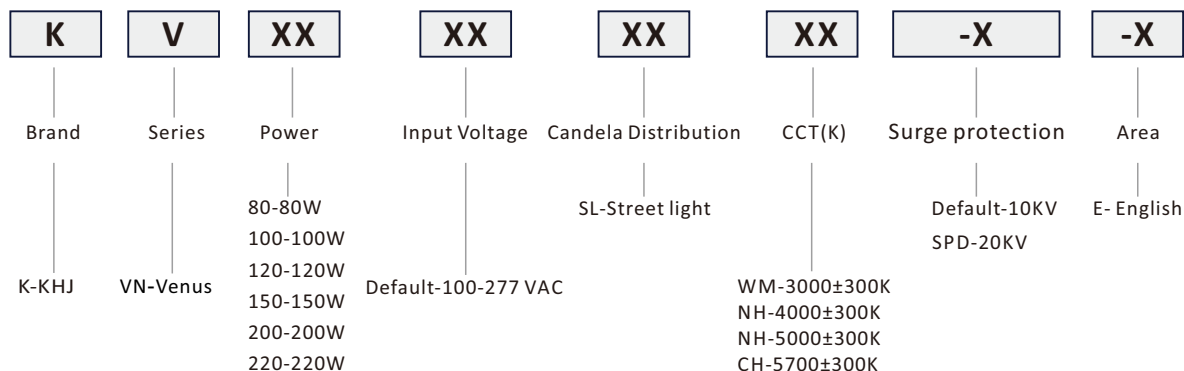 K V XX XX XX XX -X -X
Brand Series Power Input Voltage Candela Distribution CCT(K) Surge protection Area
K-KHJ
VN-Venus
80-80W
100-100W
120-120W
150-150W
200-200W
220-220W
Default-100-277 VAC
SL-Street light
WM-3000±300K
NH-4000±300K
NH-5000±300K
CH-5700±300K
Default-10KV
SPD-20KV
E- English